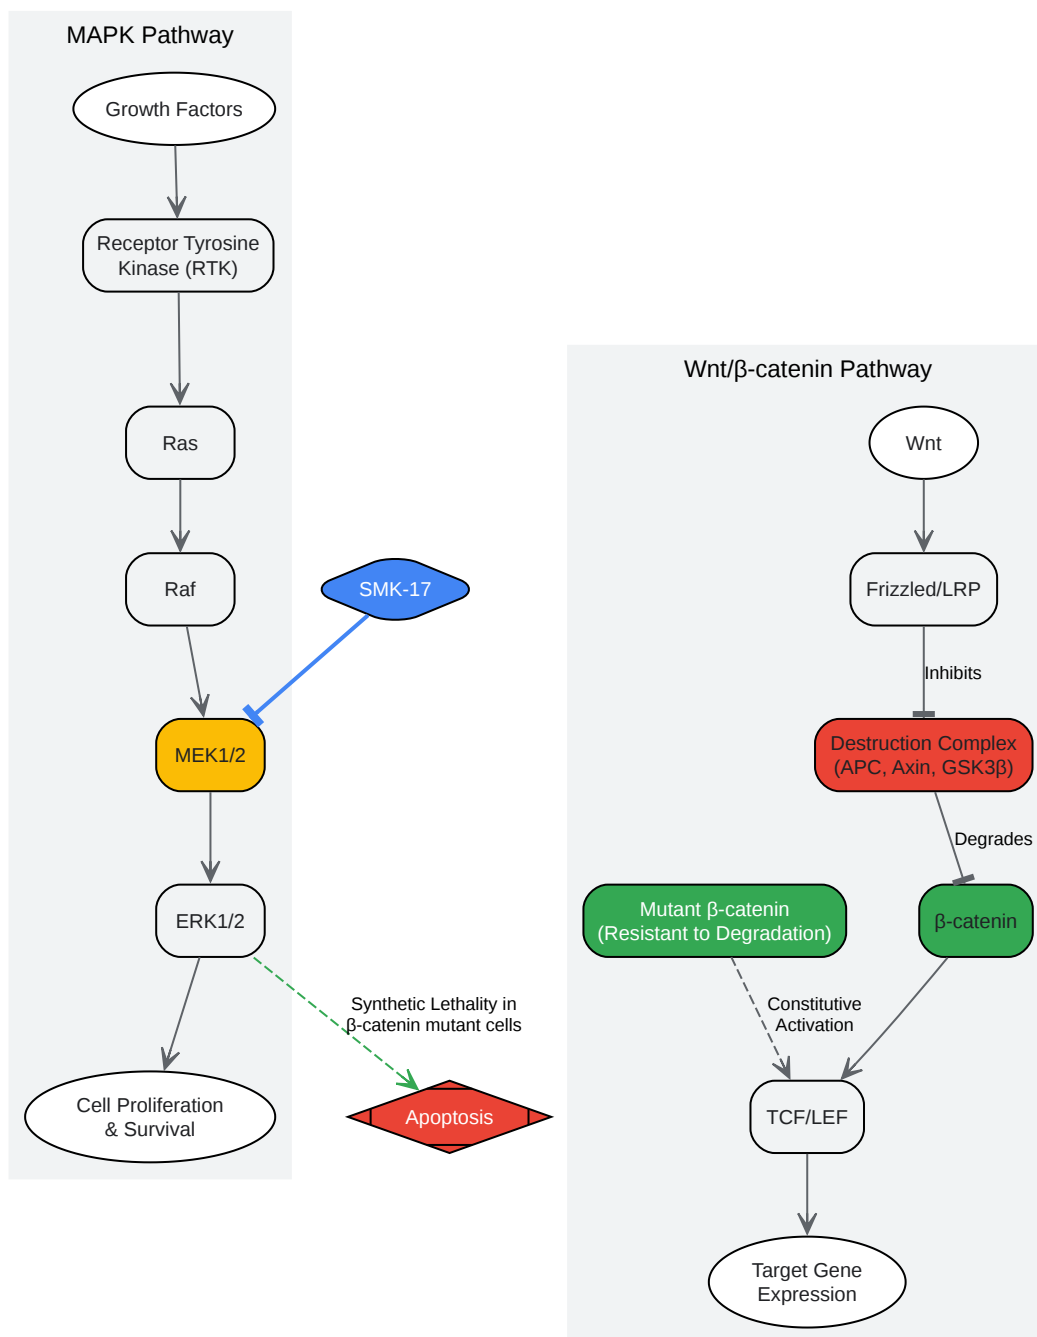 MAPK Pathway
Growth Factors
Receptor Tyrosine
Kinase (RTK)
Ras
Raf
SMK-17
MEK1/2
ERK1/2
Synthetic Lethality in
β-catenin mutant cells
Cell Proliferation
& Survival
Apoptosis
Wnt/β-catenin Pathway
Wnt
Frizzled/LRP
Inhibits
Destruction Complex
(APC, Axin, GSK3β)
Degrades
Mutant β-catenin
(Resistant to Degradation)
β-catenin
Constitutive
Activation
TCF/LEF
Target Gene
Expression